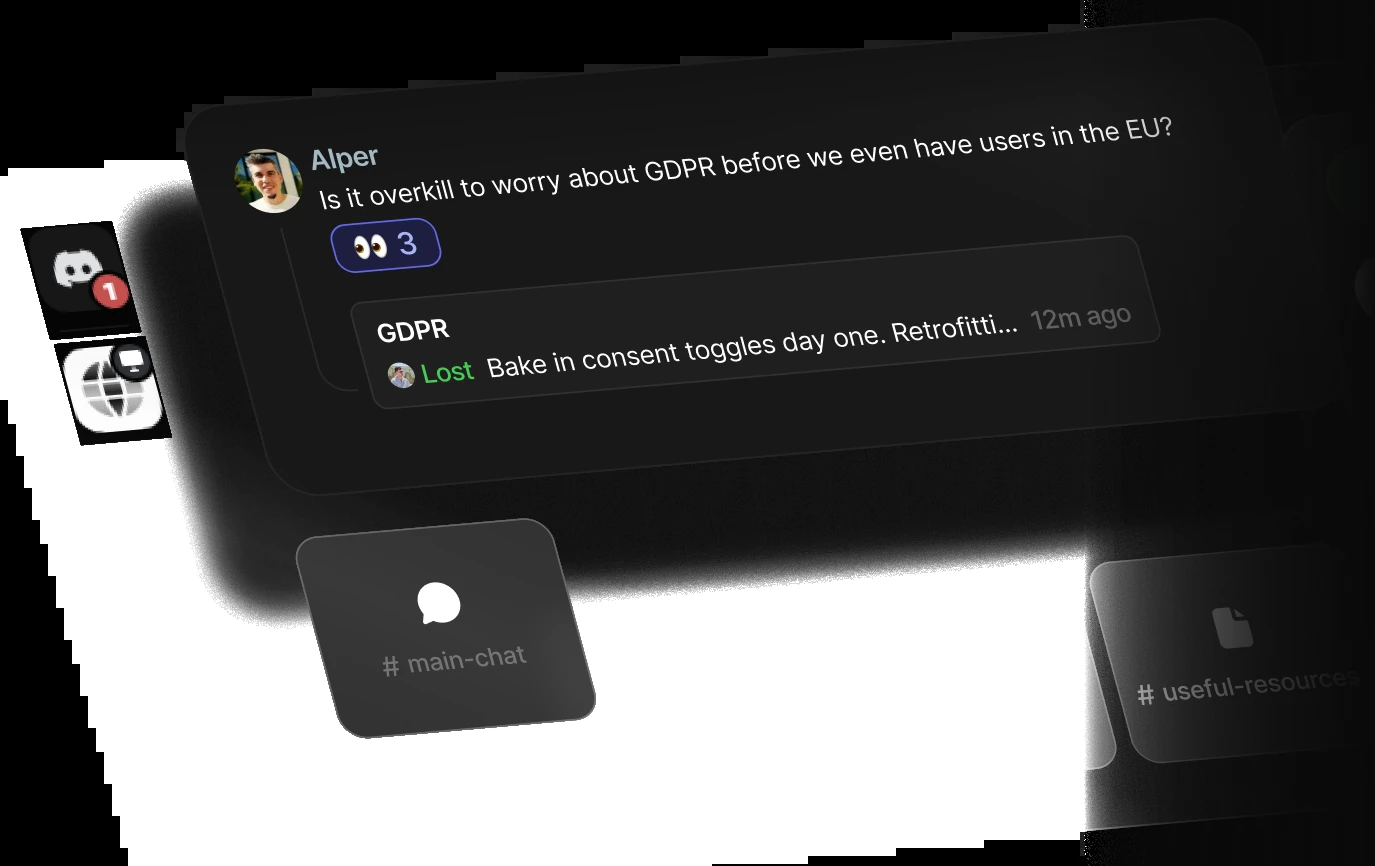 Alper
Is it overkill to worry about GDPR before we even have users in the EU?
👀 3
1
GDPR
Lost Bake in consent toggles day one. Retrofitti... 12m ago
# main-chat
# useful-resources